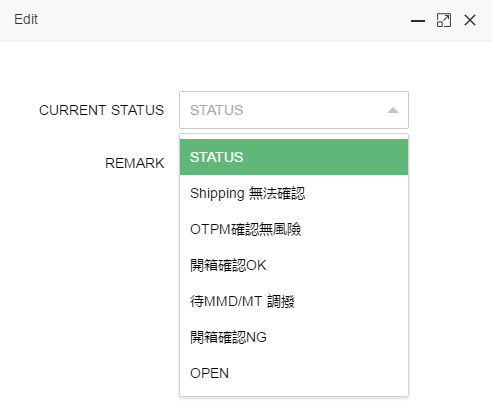 Edit
CURRENT STATUS
STATUS
REMARK
STATUS
Shipping 無法確認
OTPM確認無風險
開箱確認OK
待MMD/MT 調撥
開箱確認NG
OPEN